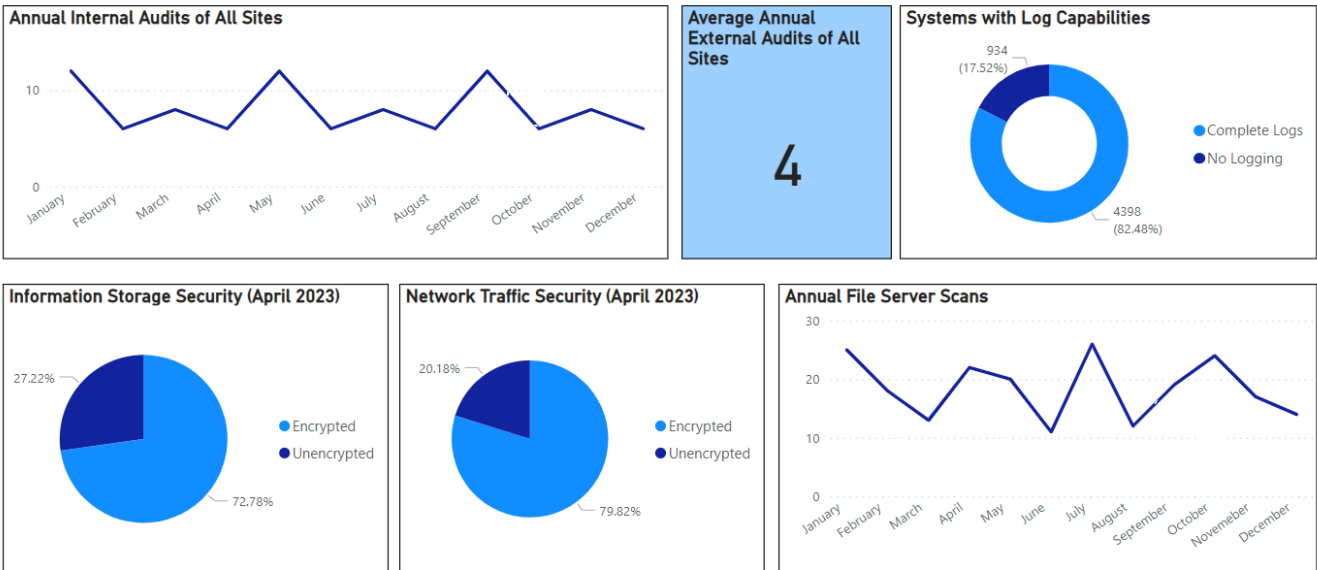 Annual Internal Audits of All Sites
10
0
January
February
March
April
May
June
July
August
September
October
November
December
Average Annual
External Audits of All
Sites
4
Systems with Log Capabilities
934
(17.52%)
Complete Logs
No Logging
4398
(82.48%)
Information Storage Security (April 2023)
27.22%
Encrypted
Unencrypted
72.78%
Network Traffic Security (April 2023)
20.18%
Encrypted
Unencrypted
79.82%
Annual File Server Scans
30
20
10
0
January
February
March
April
May
June
July
August
September
October
Novemeber
December